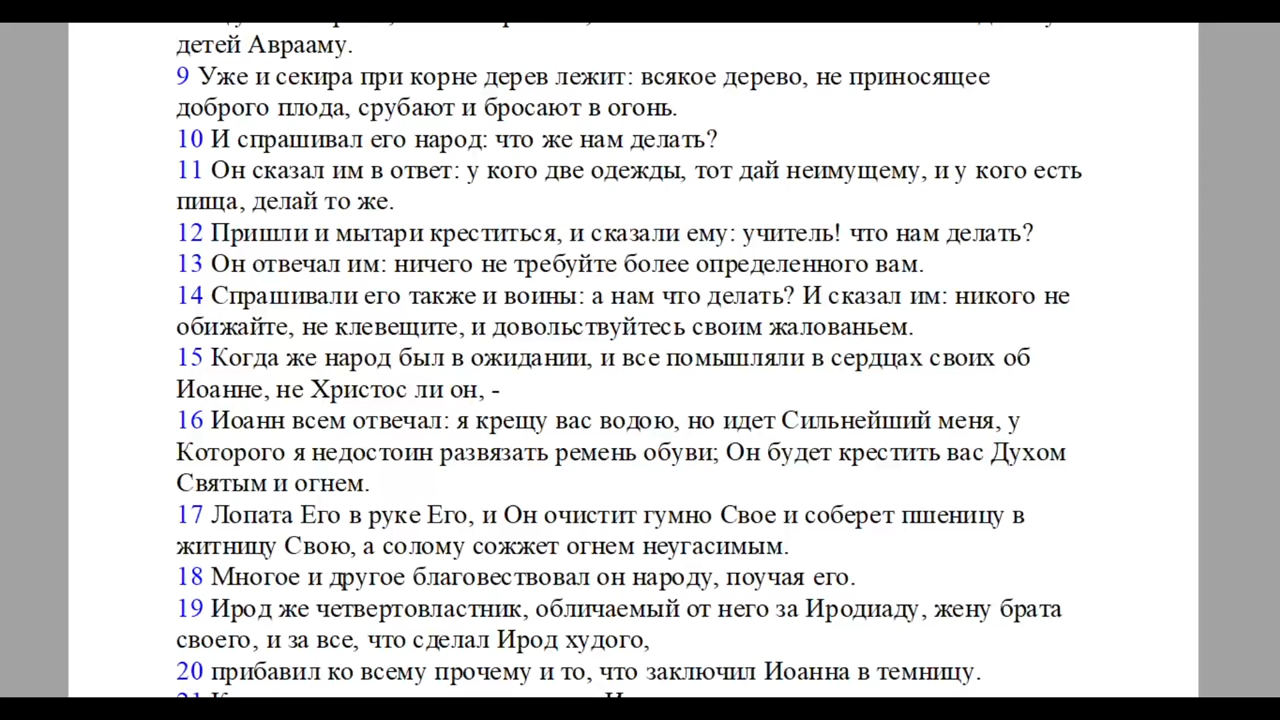 детей Аврааму.
9 Уже и секира при корне дерев лежит: всякое дерево, не приносящее
доброго плода, срубают и бросают в огонь.
10 И спрашивал его народ: что же нам делать?
11 Он сказал им в ответ: у кого две одежды, тот дай неимущему, и у кого есть
пища, делай то же.
12 Пришли и мытари креститься, и сказали ему: учитель! что нам делать?
13 Он отвечал им: ничего не требуйте более определенного вам.
14 Спрашивали его также и воины: а нам что делать? И сказал им: никого не
обижайте, не клевещите, и довольствуйтесь своим жалованьем.
15 Когда же народ был в ожидании, и все помышляли в сердцах своих об
Иоанне, не Христос ли он, -
16 Иоанн всем отвечал: я крещу вас водою, но идет Сильнейший меня, у
Которого я недостоин развязать ремень обуви; Он будет крестить вас Духом
Святым и огнем.
17 Лопата Его в руке Его, и Он очистит гумно Свое и соберет пшеницу в
житницу Свою, а солому сожжет огнем неугасимым.
18 Многое и другое благовествовал он народу, поучая его.
19 Ирод же четвертовластник, обличаемый от него за Иродиаду, жену брата
своего, и за все, что сделал Ирод худого,
20 прибавил ко всему прочему и то, что заключил Иоанна в темницу.